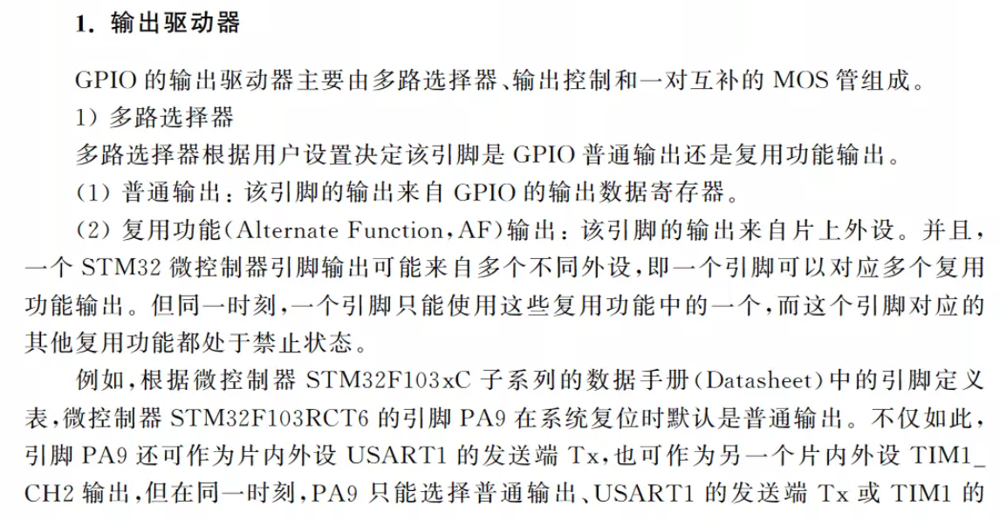 1. 输出驱动器
GPIO 的输出驱动器主要由多路选择器、输出控制和一对互补的 MOS 管组成。
1) 多路选择器
多路选择器根据用户设置决定该引脚是 GPIO 普通输出还是复用功能输出。
(1) 普通输出: 该引脚的输出来自 GPIO 的输出数据寄存器。
(2) 复用功能(Alternate Function,AF)输出: 该引脚的输出来自片上外设。并且,
一个 STM32 微控制器引脚输出可能来自多个不同外设,即一个引脚可以对应多个复用
功能输出。但同一时刻,一个引脚只能使用这些复用功能中的一个,而这个引脚对应的
其他复用功能都处于禁止状态。
例如,根据微控制器 STM32F103xC 子系列的数据手册(Datasheet)中的引脚定义
表,微控制器 STM32F103RCT6 的引脚 PA9 在系统复位时默认是普通输出。不仅如此,
引脚 PA9 还可作为片内外设 USART1 的发送端 Tx,也可作为另一个片内外设 TIM1_
CH2 输出,但在同一时刻,PA9 只能选择普通输出、USART1 的发送端 Tx 或 TIM1 的